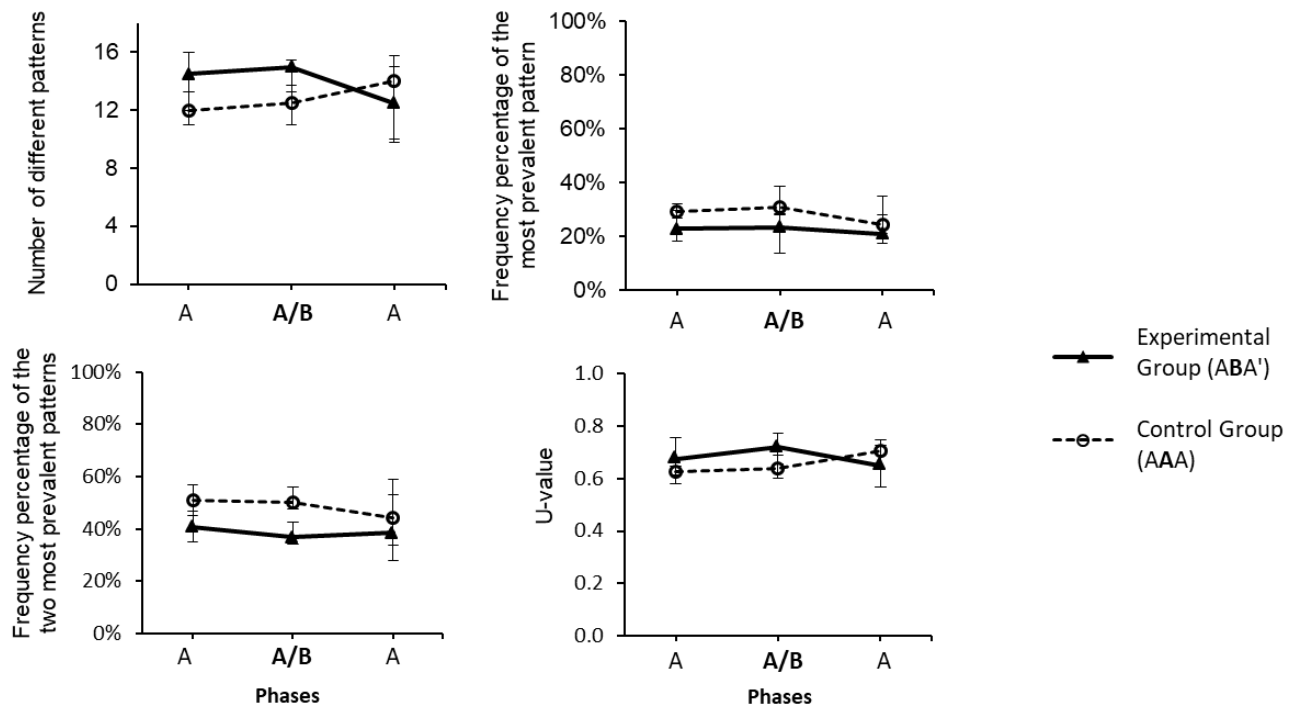 Number of different patterns
16
12
8
4
0
A
A/B
A
Frequency percentage of the
most prevalent pattern
100%
80%
60%
40%
20%
0%
A
A/B
A
Frequency percentage of the
two most prevalent patterns
100%
80%
60%
40%
20%
0%
A
A/B
A
Phases
U-value
1.0
0.8
0.6
0.4
0.2
0.0
A
A/B
A
Phases
Experimental
Group (ABA')
Control Group
(AAA)